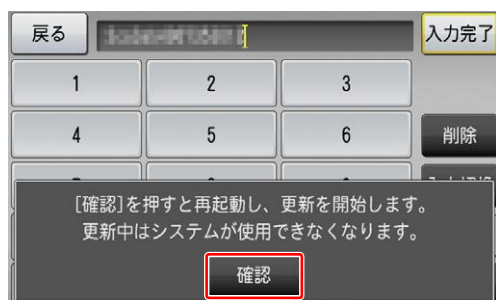 戻る
入力完了
1 2 3
4 5 6 削除
[確認]を押すと再起動し、更新を開始します。
更新中はシステムが使用できなくなります。
確認